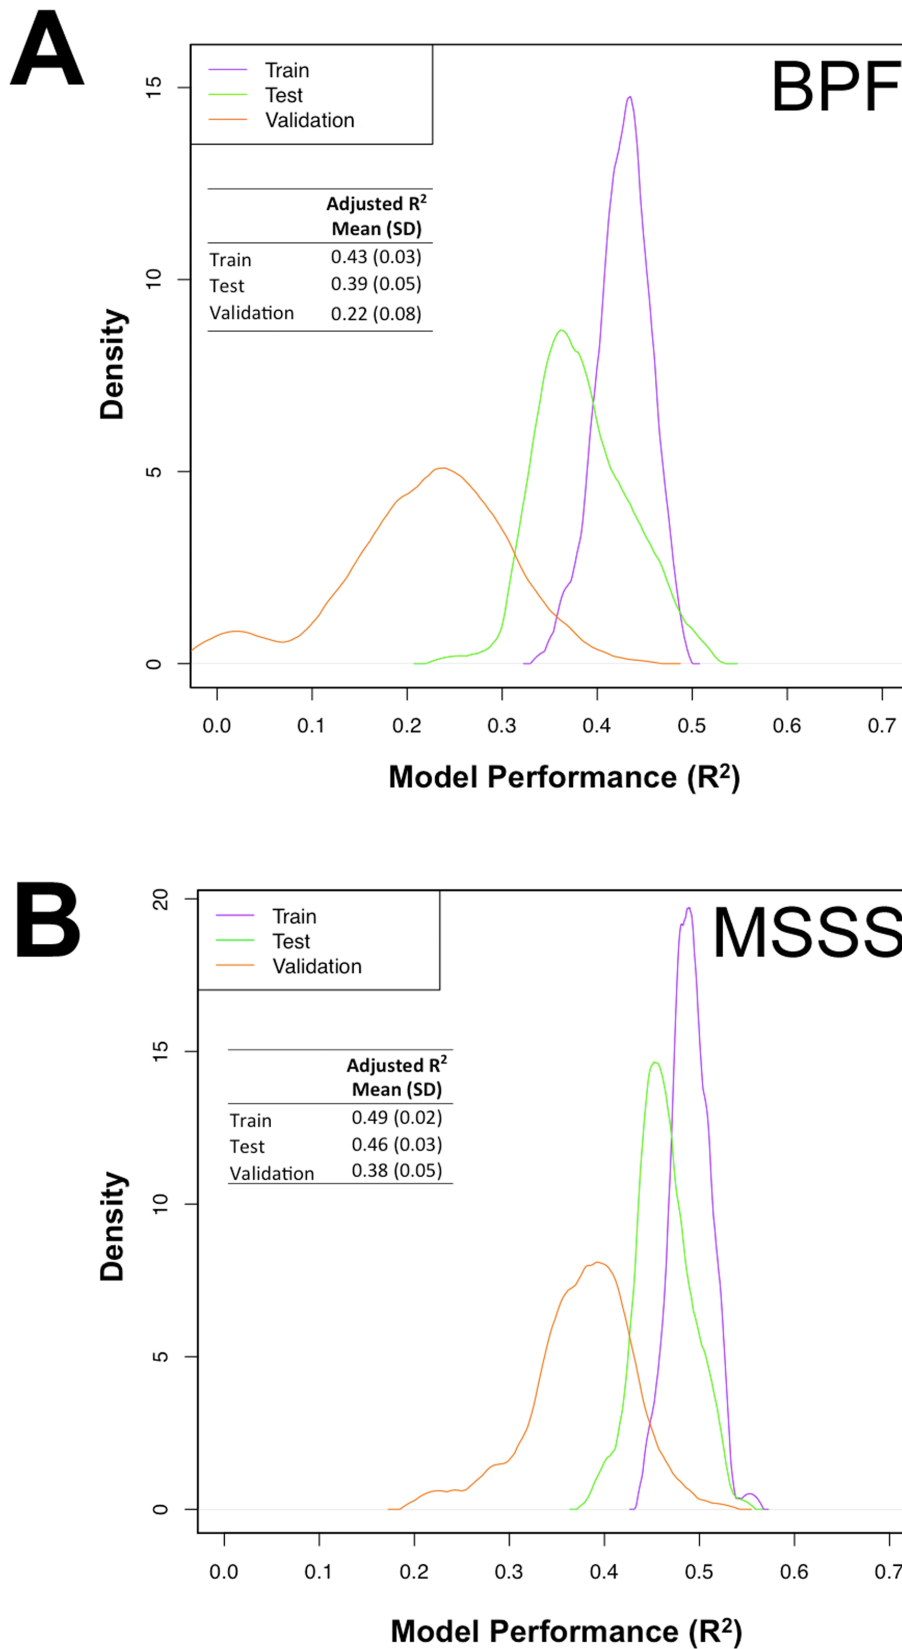 A
BPF
Train
Test
Validation
Adjusted R²
Mean (SD)
Train 0.43 (0.03)
Test 0.39 (0.05)
Validation 0.22 (0.08)
Density
15
10
5
0
0.0 0.1 0.2 0.3 0.4 0.5 0.6 0.7
Model Performance (R²)
B
MSSS
Train
Test
Validation
Adjusted R²
Mean (SD)
Train 0.49 (0.02)
Test 0.46 (0.03)
Validation 0.38 (0.05)
Density
20
15
10
5
0
0.0 0.1 0.2 0.3 0.4 0.5 0.6 0.7
Model Performance (R²)